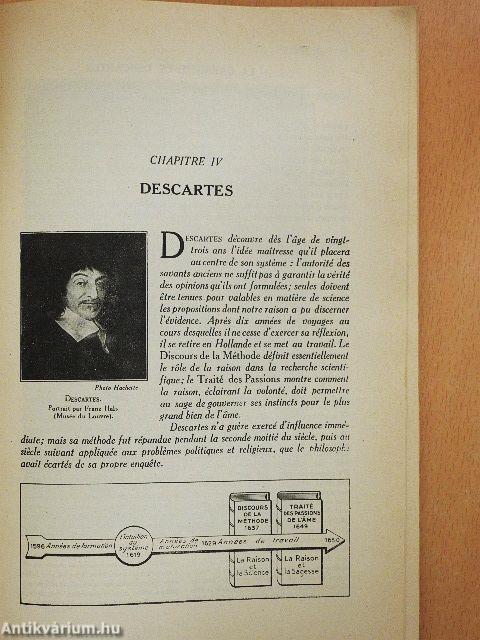 CHAPITRE IV
DESCARTES
DESCARTES découvre dès l'âge de vingt-
trois ans l'idée maîtresse qu'il placera
au centre de son système : l'autorité des
savants anciens ne suffit pas à garantir la vérité
des opinions qu'ils ont formulées; seules doivent
être tenues pour valables en matière de science
les propositions dont notre raison a pu discerner
l'évidence. Après dix années de voyages au
cours desquelles il ne cesse d'exercer sa réflexion,
il se retire en Hollande et se met au travail. Le
Discours de la Méthode définit essentiellement
le rôle de la raison dans la recherche scienti-
fique; le Traité des Passions montre comment
la raison, éclairant la volonté, doit permettre
au sage de gouverner ses instincts pour le plus
grand bien de l'âme.
Photo Hachette
DESCARTES.
Portrait par Franz Hals
(Musée du Louvre).
Descartes n'a guère exercé d'influence immé-
diate; mais sa méthode fut répandue pendant la seconde moitié du siècle, puis au
siècle suivant appliquée aux problèmes politiques et religieux, que le philosophe
avait écartés de sa propre enquête.
DISCOURS
DE LA
MÉTHODE
1637
TRAITÉ
DES PASSIONS
DE L'ÂME
1649
1596 Années de formation
Intuition
du
système
1619
Années de
maturation
1629 Années de travail 1650
La Raison
et
la Science
La Raison
et
la Sagesse
Antikvárium.hu